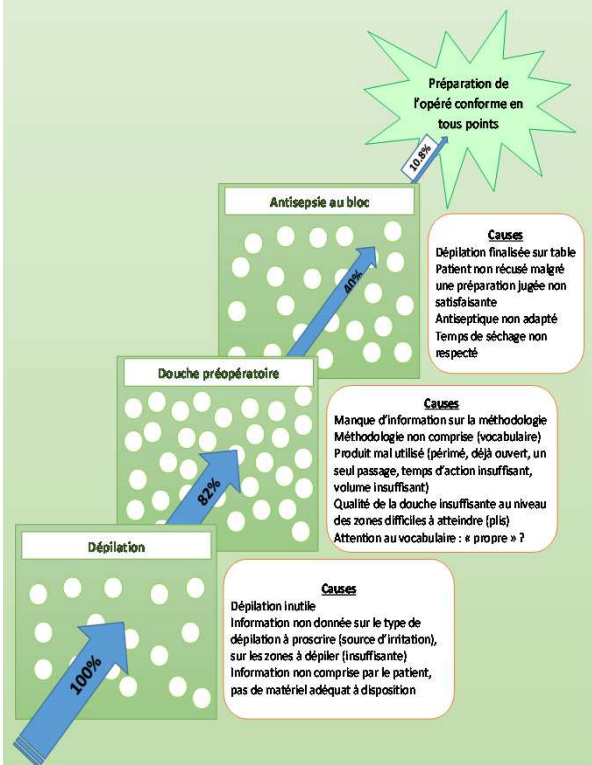 Préparation de
l'opéré conforme en
tous points
10.8%
Antisepsie au bloc
40%
Causes
Dépilation finalisée sur table
Patient non récusé malgré
une préparation jugée non
satisfaisante
Antiseptique non adapté
Temps de séchage non
respecté
Douche préopératoire
82%
Causes
Manque d'information sur la méthodologie
Méthodologie non comprise (vocabulaire)
Produit mal utilisé (périmé, déjà ouvert, un
seul passage, temps d'action insuffisant,
volume insuffisant)
Qualité de la douche insuffisante au niveau
des zones difficiles à atteindre (plis)
Attention au vocabulaire : « propre » ?
Dépilation
100%
Causes
Dépilation inutile
Information non donnée sur le type de
dépilation à proscrire (source d'irritation),
sur les zones à dépiler (insuffisante)
Information non comprise par le patient,
pas de matériel adéquat à disposition